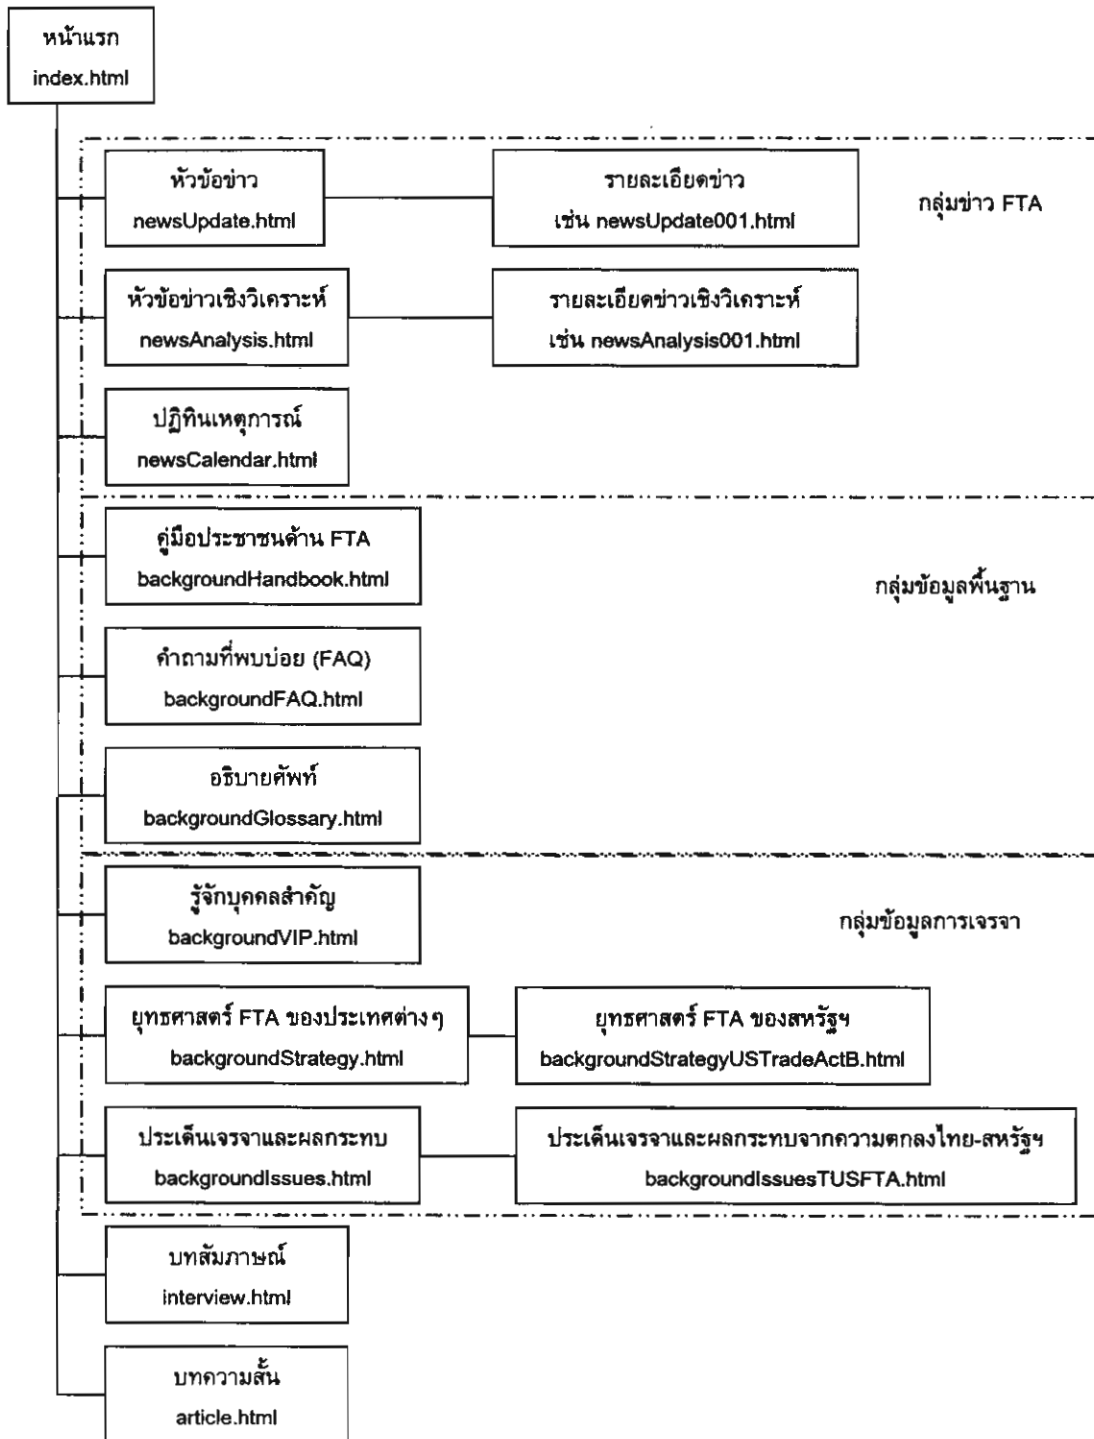 หน้าแรก
index.html
หัวข้อข่าว
newsUpdate.html
รายละเอียดข่าว
เช่น newsUpdate001.html
กลุ่มข่าว FTA
หัวข้อข่าวเชิงวิเคราะห์
newsAnalysis.html
รายละเอียดข่าวเชิงวิเคราะห์
เช่น newsAnalysis001.html
ปฏิทินเหตุการณ์
newsCalendar.html
คู่มือประชาชนด้าน FTA
backgroundHandbook.html
กลุ่มข้อมูลพื้นฐาน
คำถามที่พบบ่อย (FAQ)
backgroundFAQ.html
อธิบายศัพท์
backgroundGlossary.html
รู้จักบุคคลสำคัญ
backgroundVIP.html
กลุ่มข้อมูลการเจรจา
ยุทธศาสตร์ FTA ของประเทศต่างๆ
backgroundStrategy.html
ยุทธศาสตร์ FTA ของสหรัฐฯ
backgroundStrategyUSTradeActB.html
ประเด็นเจรจาและผลกระทบ
backgroundIssues.html
ประเด็นเจรจาและผลกระทบจากความตกลงไทย-สหรัฐฯ
backgroundIssuesTUSFTA.html
บทสัมภาษณ์
interview.html
บทความสั้น
article.html